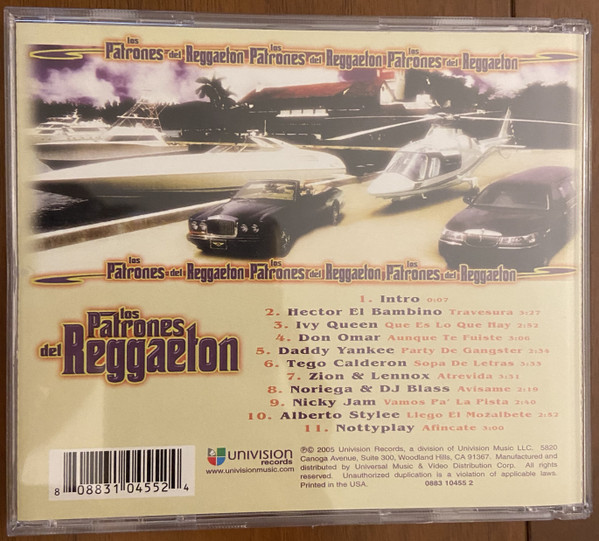 los Patrones del Reggaeton los Patrones del Reggaeton los Patrones del Reggaeton
los Patrones del Reggaeton los Patrones del Reggaeton los Patrones del Reggaeton
los
Patrones
del Reggaeton
1. Intro 0:07
2. Hector El Bambino Travesura 3:27
3. Ivy Queen Que Es Lo Que Hay 2:52
4. Don Omar Aunque Te Fuiste 3:06
5. Daddy Yankee Party De Gangster 2:34
6. Tego Calderon Sopa De Letras 3:33
7. Zion & Lennox Atrevida 3:31
8. Noriega & DJ Blass Avisame 2:19
9. Nicky Jam Vamos Pa' La Pista 2:40
10. Alberto Stylee Llego El Mozalbete 2:52
11. Nottyplay Afincate 3:00
8 08831 04552 4
univision
records
www.univisionmusic.com
℗© 2005 Univision Records, a division of Univision Music LLC. 5820
Canoga Avenue, Suite 300, Woodland Hills, CA 91367. Manufactured and
distributed by Universal Music & Video Distribution Corp. All rights
reserved. Unauthorized duplication is a violation of applicable laws.
Printed in the USA. 0883 10455 2